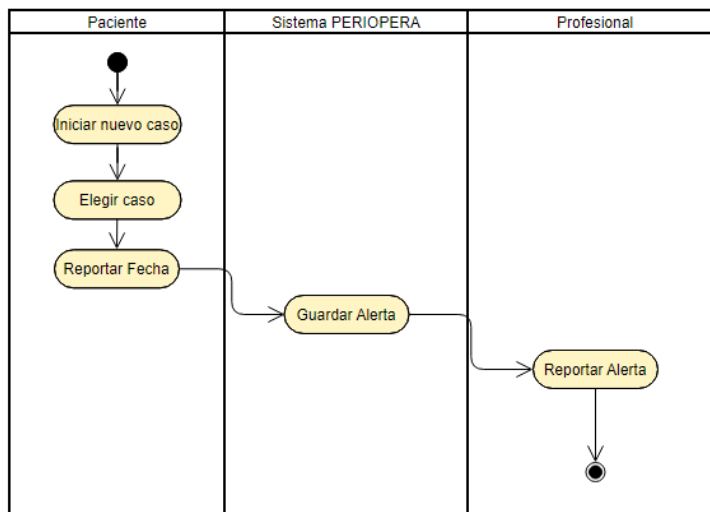 Paciente
Sistema PERIOPERA
Profesional
Iniciar nuevo caso
Elegir caso
Reportar Fecha
Guardar Alerta
Reportar Alerta